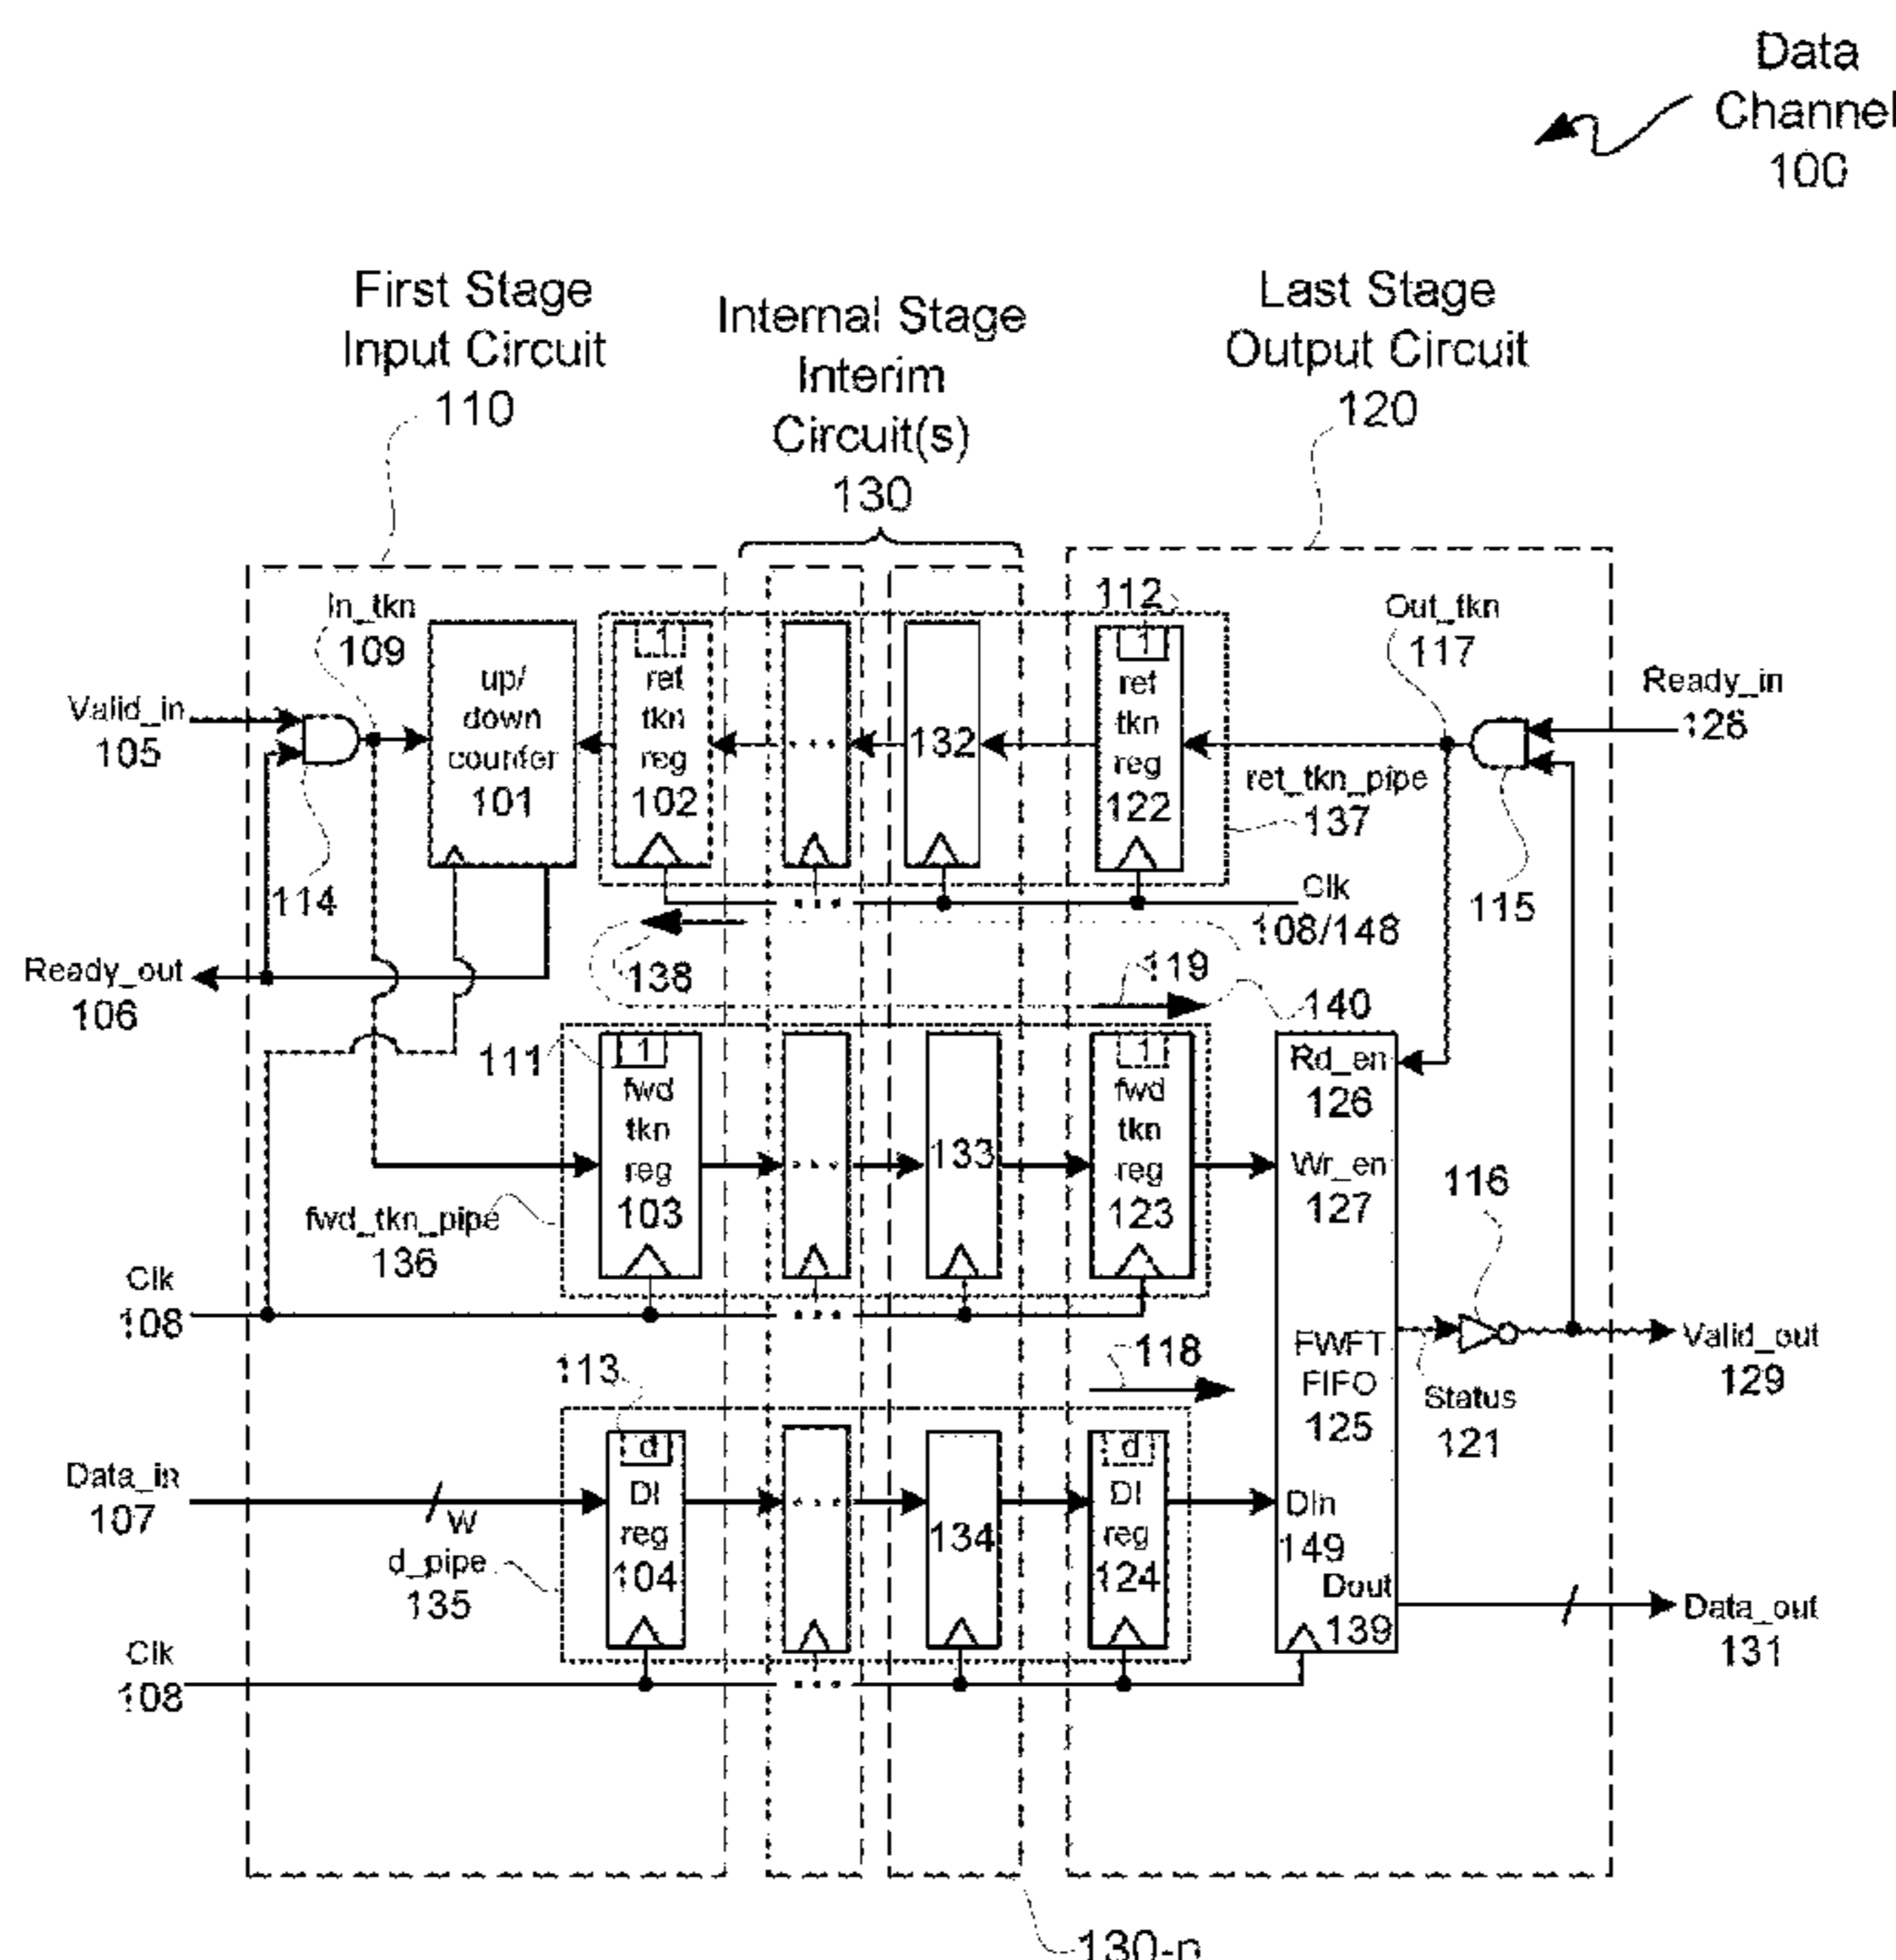 Data
Channel
100
First Stage
Input Circuit
110
Internal Stage
Interim
Circuit(s)
130
Last Stage
Output Circuit
120
In_tkn
109
Valid_in
105
114
up/
down
counter
101
1
ret
tkn
reg
102
...
132
112
1
ret
tkn
reg
122
Out_tkn
117
Ready_in
128
ret_tkn_pipe
137
115
...
Clk
108/148
Ready_out
106
138
119
140
111
1
fwd
tkn
reg
103
...
133
1
fwd
tkn
reg
123
Rd_en
126
Wr_en
127
116
fwd_tkn_pipe
136
Clk
108
...
FWFT
FIFO
125
Status
121
Valid_out
129
113
118
d
DI
reg
104
...
134
d
DI
reg
124
Data_in
107
W
d_pipe
135
DIn
149
Dout
139
Data_out
131
Clk
108
...
130-n